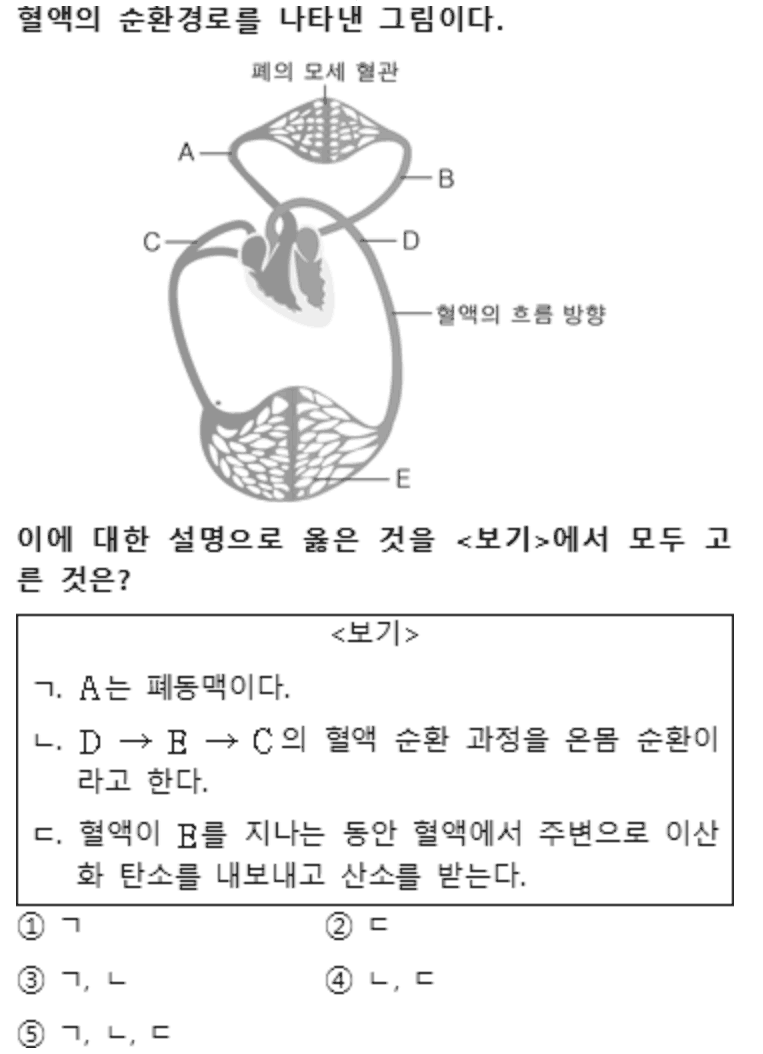 혈액의 순환경로를 나타낸 그림이다.
폐의 모세 혈관
A
B
C
D
혈액의 흐름 방향
E
이에 대한 설명으로 옳은 것을 <보기>에서 모두 고
른 것은?
<보기>
ㄱ. A는 폐동맥이다.
ㄴ. D → E → C의 혈액 순환 과정을 온몸 순환이
라고 한다.
ㄷ. 혈액이 E를 지나는 동안 혈액에서 주변으로 이산
화 탄소를 내보내고 산소를 받는다.
① ㄱ ② ㄷ
③ ㄱ, ㄴ ④ ㄴ, ㄷ
⑤ ㄱ, ㄴ, ㄷ